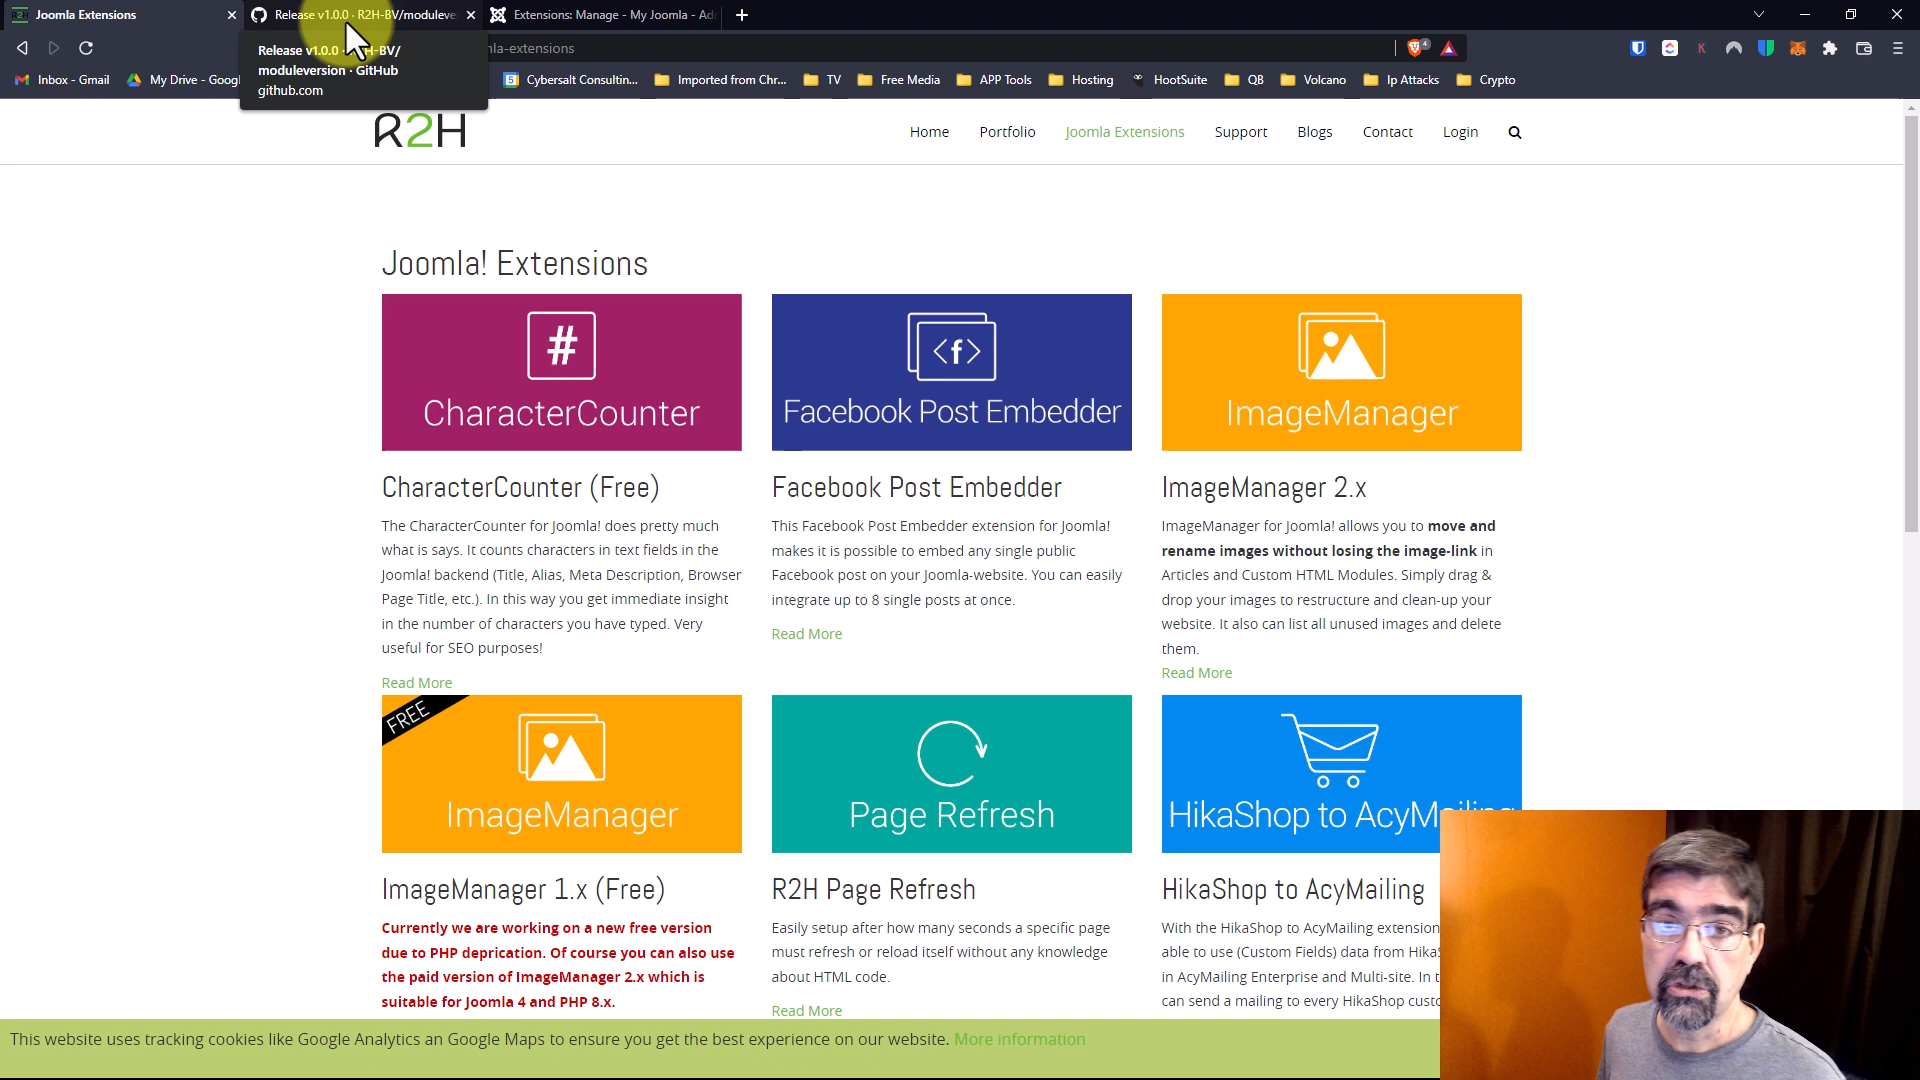 Joomla Extensions
Release v1.0.0 · R2H-BV/moduleve
Extensions: Manage - My Joomla - Ad
Release v1.0.0 · R2H-BV/
moduleversion · GitHub
github.com
la-extensions
4
Inbox - Gmail
My Drive - Googl
Cybersalt Consultin...
Imported from Chr...
TV
Free Media
APP Tools
Hosting
HootSuite
QB
Volcano
Ip Attacks
Crypto
R2H
Home
Portfolio
Joomla Extensions
Support
Blogs
Contact
Login
Joomla! Extensions
#
CharacterCounter
<f>
Facebook Post Embedder
ImageManager
CharacterCounter (Free)
The CharacterCounter for Joomla! does pretty much
what is says. It counts characters in text fields in the
Joomla! backend (Title, Alias, Meta Description, Browser
Page Title, etc.). In this way you get immediate insight
in the number of characters you have typed. Very
useful for SEO purposes!
Read More
Facebook Post Embedder
This Facebook Post Embedder extension for Joomla!
makes it is possible to embed any single public
Facebook post on your Joomla-website. You can easily
integrate up to 8 single posts at once.
Read More
ImageManager 2.x
ImageManager for Joomla! allows you to move and
rename images without losing the image-link in
Articles and Custom HTML Modules. Simply drag &
drop your images to restructure and clean-up your
website. It also can list all unused images and delete
them.
Read More
FREE
ImageManager
Page Refresh
HikaShop to AcyMailing
ImageManager 1.x (Free)
Currently we are working on a new free version
due to PHP deprication. Of course you can also use
the paid version of ImageManager 2.x which is
suitable for Joomla 4 and PHP 8.x.
R2H Page Refresh
Easily setup after how many seconds a specific page
must refresh or reload itself without any knowledge
about HTML code.
Read More
HikaShop to AcyMailing
With the HikaShop to AcyMailing extension
able to use (Custom Fields) data from Hika
in AcyMailing Enterprise and Multi-site. In t
can send a mailing to every HikaShop custo
This website uses tracking cookies like Google Analytics an Google Maps to ensure you get the best experience on our website. More information